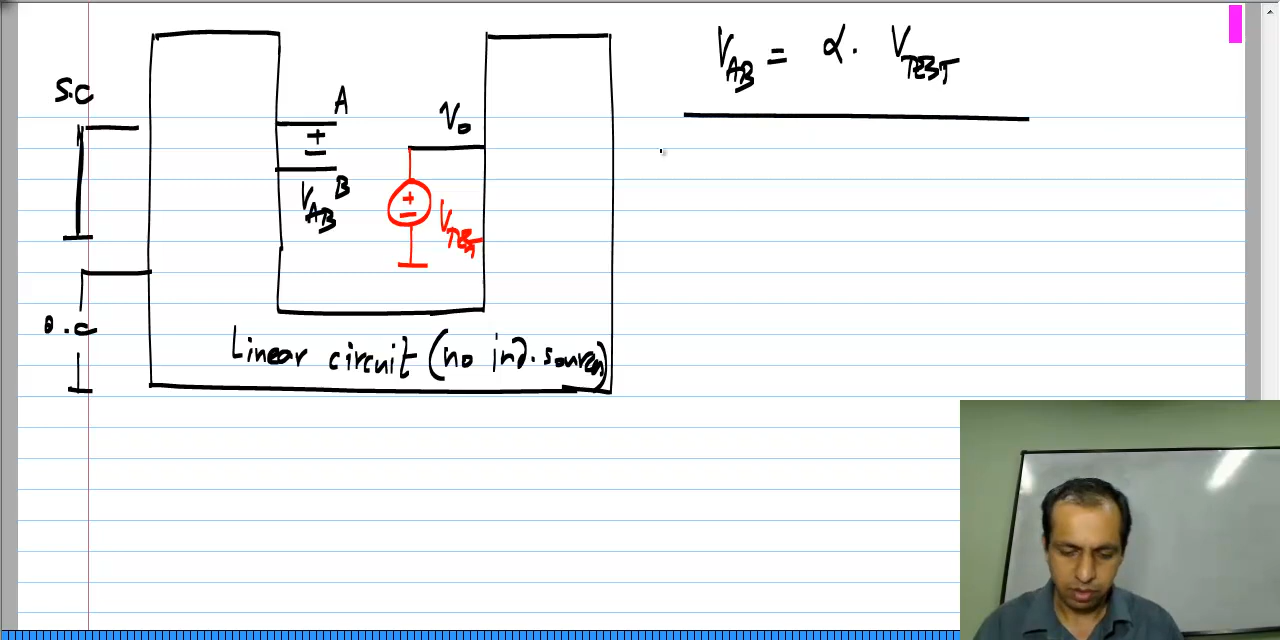 V_AB = α. V_TEST
S.C
A
+
-
V_o
B
V_AB
+
-
V_TEST
o.c
Linear circuit (no ind. sources)